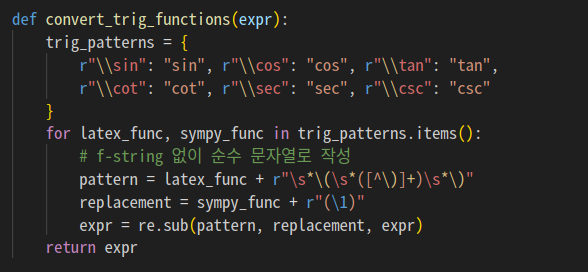 def convert_trig_functions(expr):
    trig_patterns = {
        r"\\sin": "sin", r"\\cos": "cos", r"\\tan": "tan",
        r"\\cot": "cot", r"\\sec": "sec", r"\\csc": "csc"
    }
    for latex_func, sympy_func in trig_patterns.items():
        # f-string 없이 순수 문자열로 작성
        pattern = latex_func + r"\s*\(\s*([^\)]+)\s*\)"
        replacement = sympy_func + r"(\1)"
        expr = re.sub(pattern, replacement, expr)
    return expr